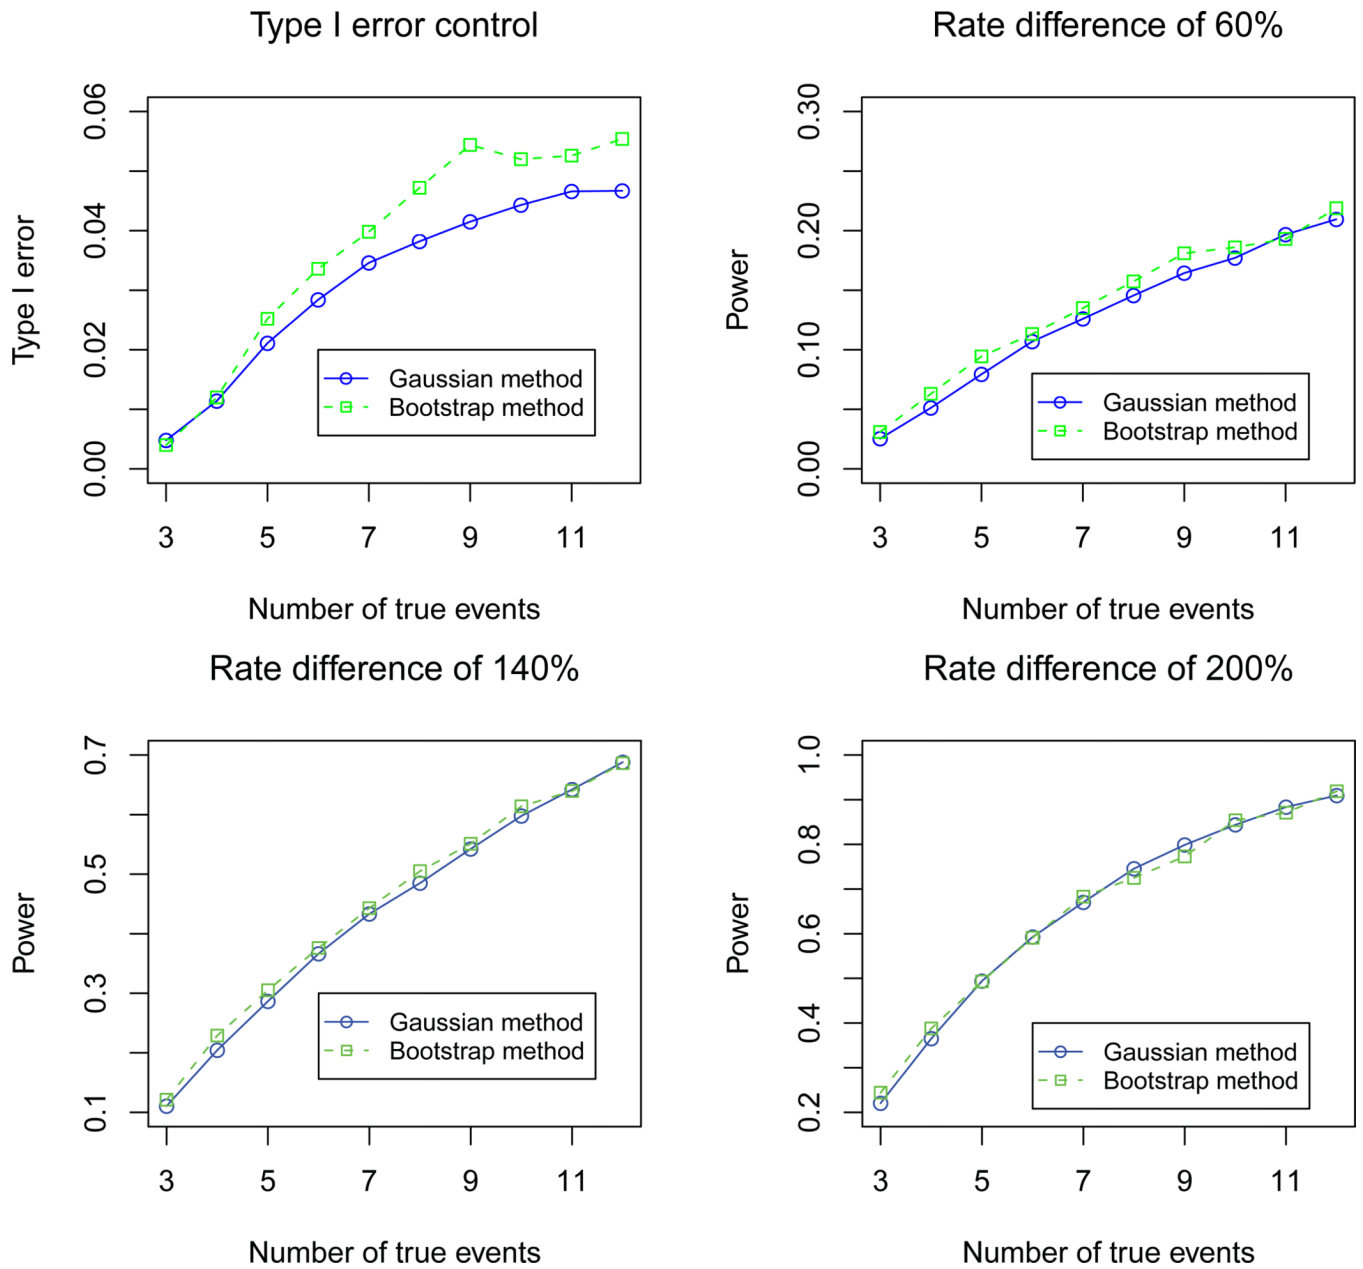 Type I error control
Type I error
0.00 0.02 0.04 0.06
Gaussian method
Bootstrap method
3 5 7 9 11
Number of true events
Rate difference of 60%
Power
0.00 0.10 0.20 0.30
Gaussian method
Bootstrap method
3 5 7 9 11
Number of true events
Rate difference of 140%
Power
0.1 0.3 0.5 0.7
Gaussian method
Bootstrap method
3 5 7 9 11
Number of true events
Rate difference of 200%
Power
0.2 0.4 0.6 0.8 1.0
Gaussian method
Bootstrap method
3 5 7 9 11
Number of true events